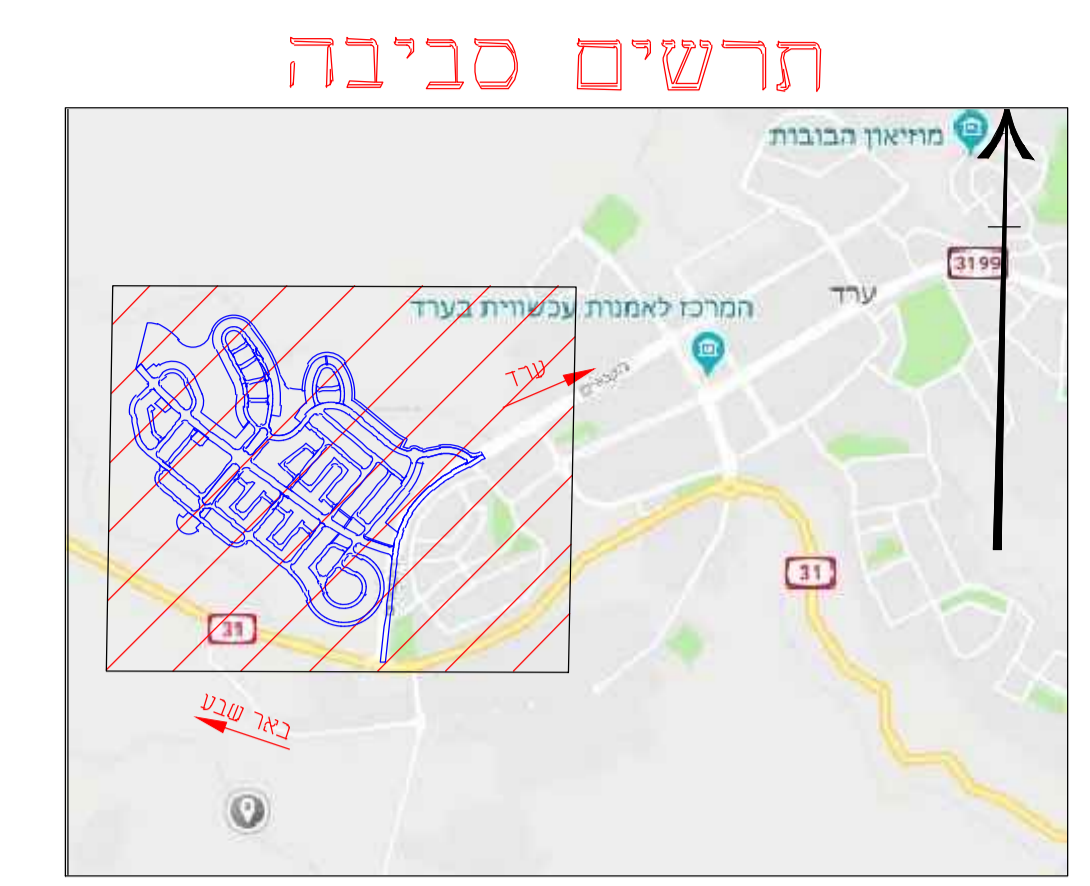 תרשים סביבה
מוזיאון הבובות
3199
ערד
המרכז לאמנות עכשווית בערד
ערד
31
31
באר שבע